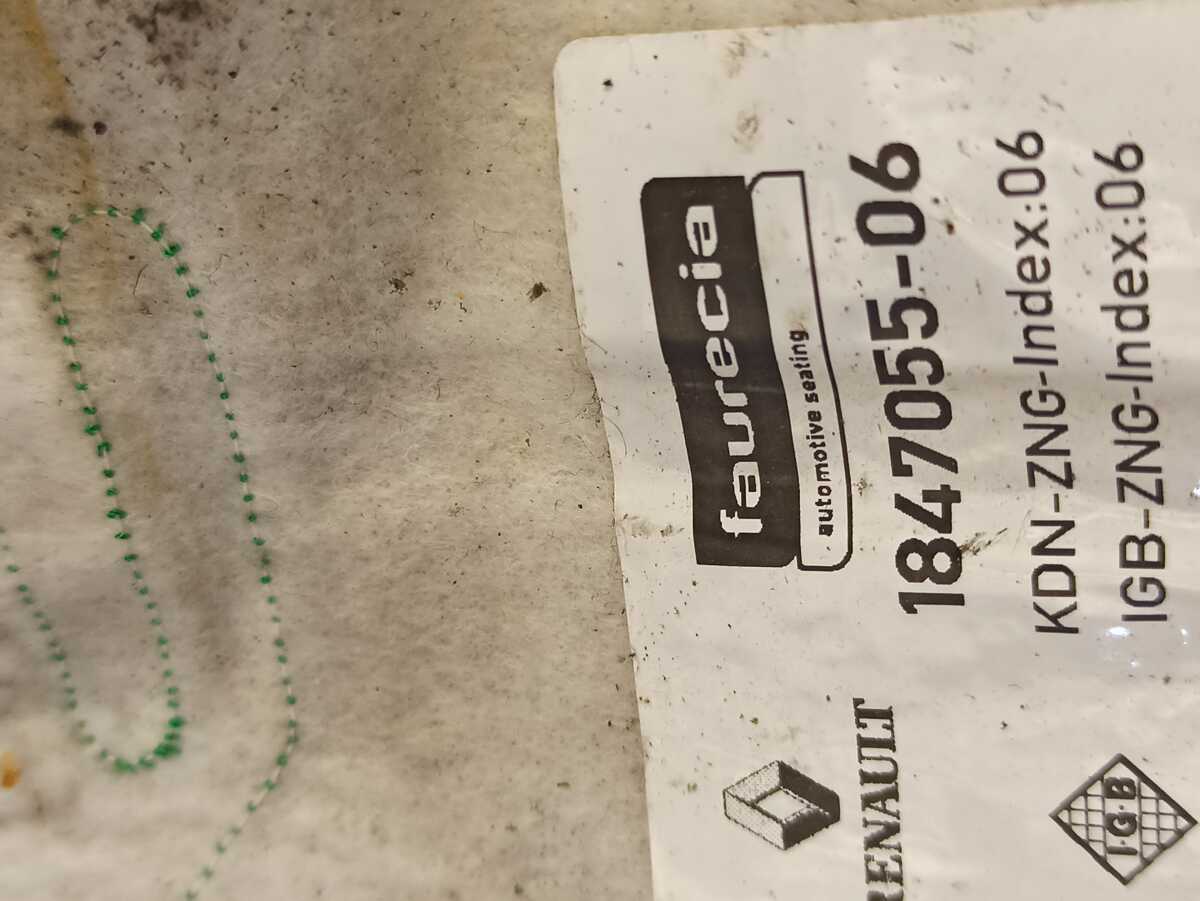 faurecia
automotive seating
1847055-06
KDN-ZNG-Index:06
IGB-ZNG-Index:06
RENAULT
I·G·B